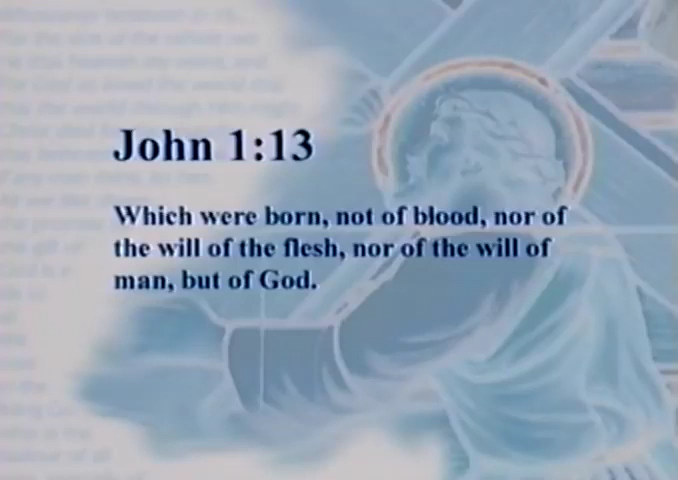 John 1:13
Which were born, not of blood, nor of
the will of the flesh, nor of the will of
man, but of God.